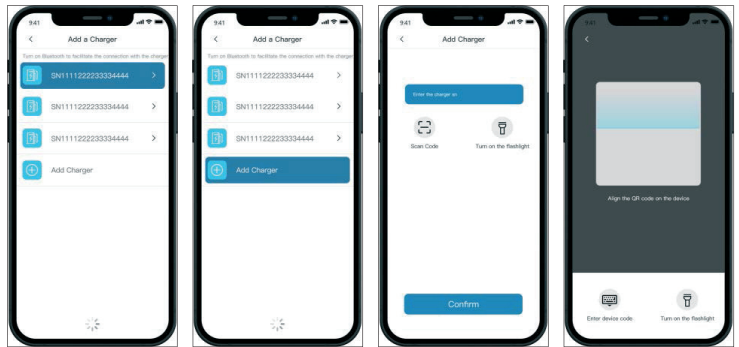 9:41
Add a Charger
Turn on Bluetooth to facilitate the connection with the charger
SN1111222233334444
SN1111222233334444
SN1111222233334444
Add Charger
9:41
Add a Charger
Turn on Bluetooth to facilitate the connection with the charger
SN1111222233334444
SN1111222233334444
SN1111222233334444
Add Charger
9:41
Add Charger
Enter the charger sn
Scan Code
Turn on the flashlight
Confirm
9:41
Align the QR code on the device
Enter device code
Turn on the flashlight